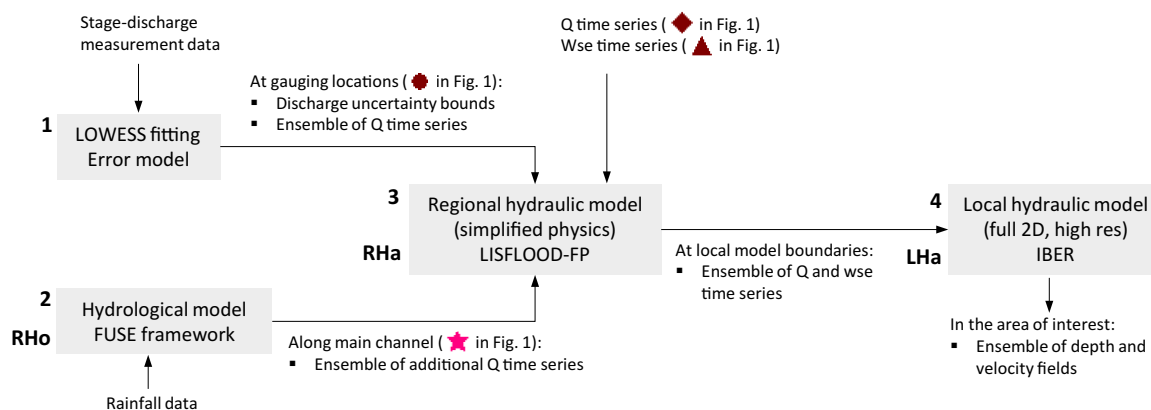 Stage-discharge
measurement data
Q time series ( in Fig. 1)
Wse time series ( in Fig. 1)
At gauging locations ( in Fig. 1):
▪ Discharge uncertainty bounds
▪ Ensemble of Q time series
1
LOWESS fitting
Error model
3
RHa
Regional hydraulic model
(simplified physics)
LISFLOOD-FP
4
LHa
Local hydraulic model
(full 2D, high res)
IBER
At local model boundaries:
▪ Ensemble of Q and wse
time series
2
RHo
Hydrological model
FUSE framework
Along main channel ( in Fig. 1):
▪ Ensemble of additional Q time series
In the area of interest:
▪ Ensemble of depth and
velocity fields
Rainfall data